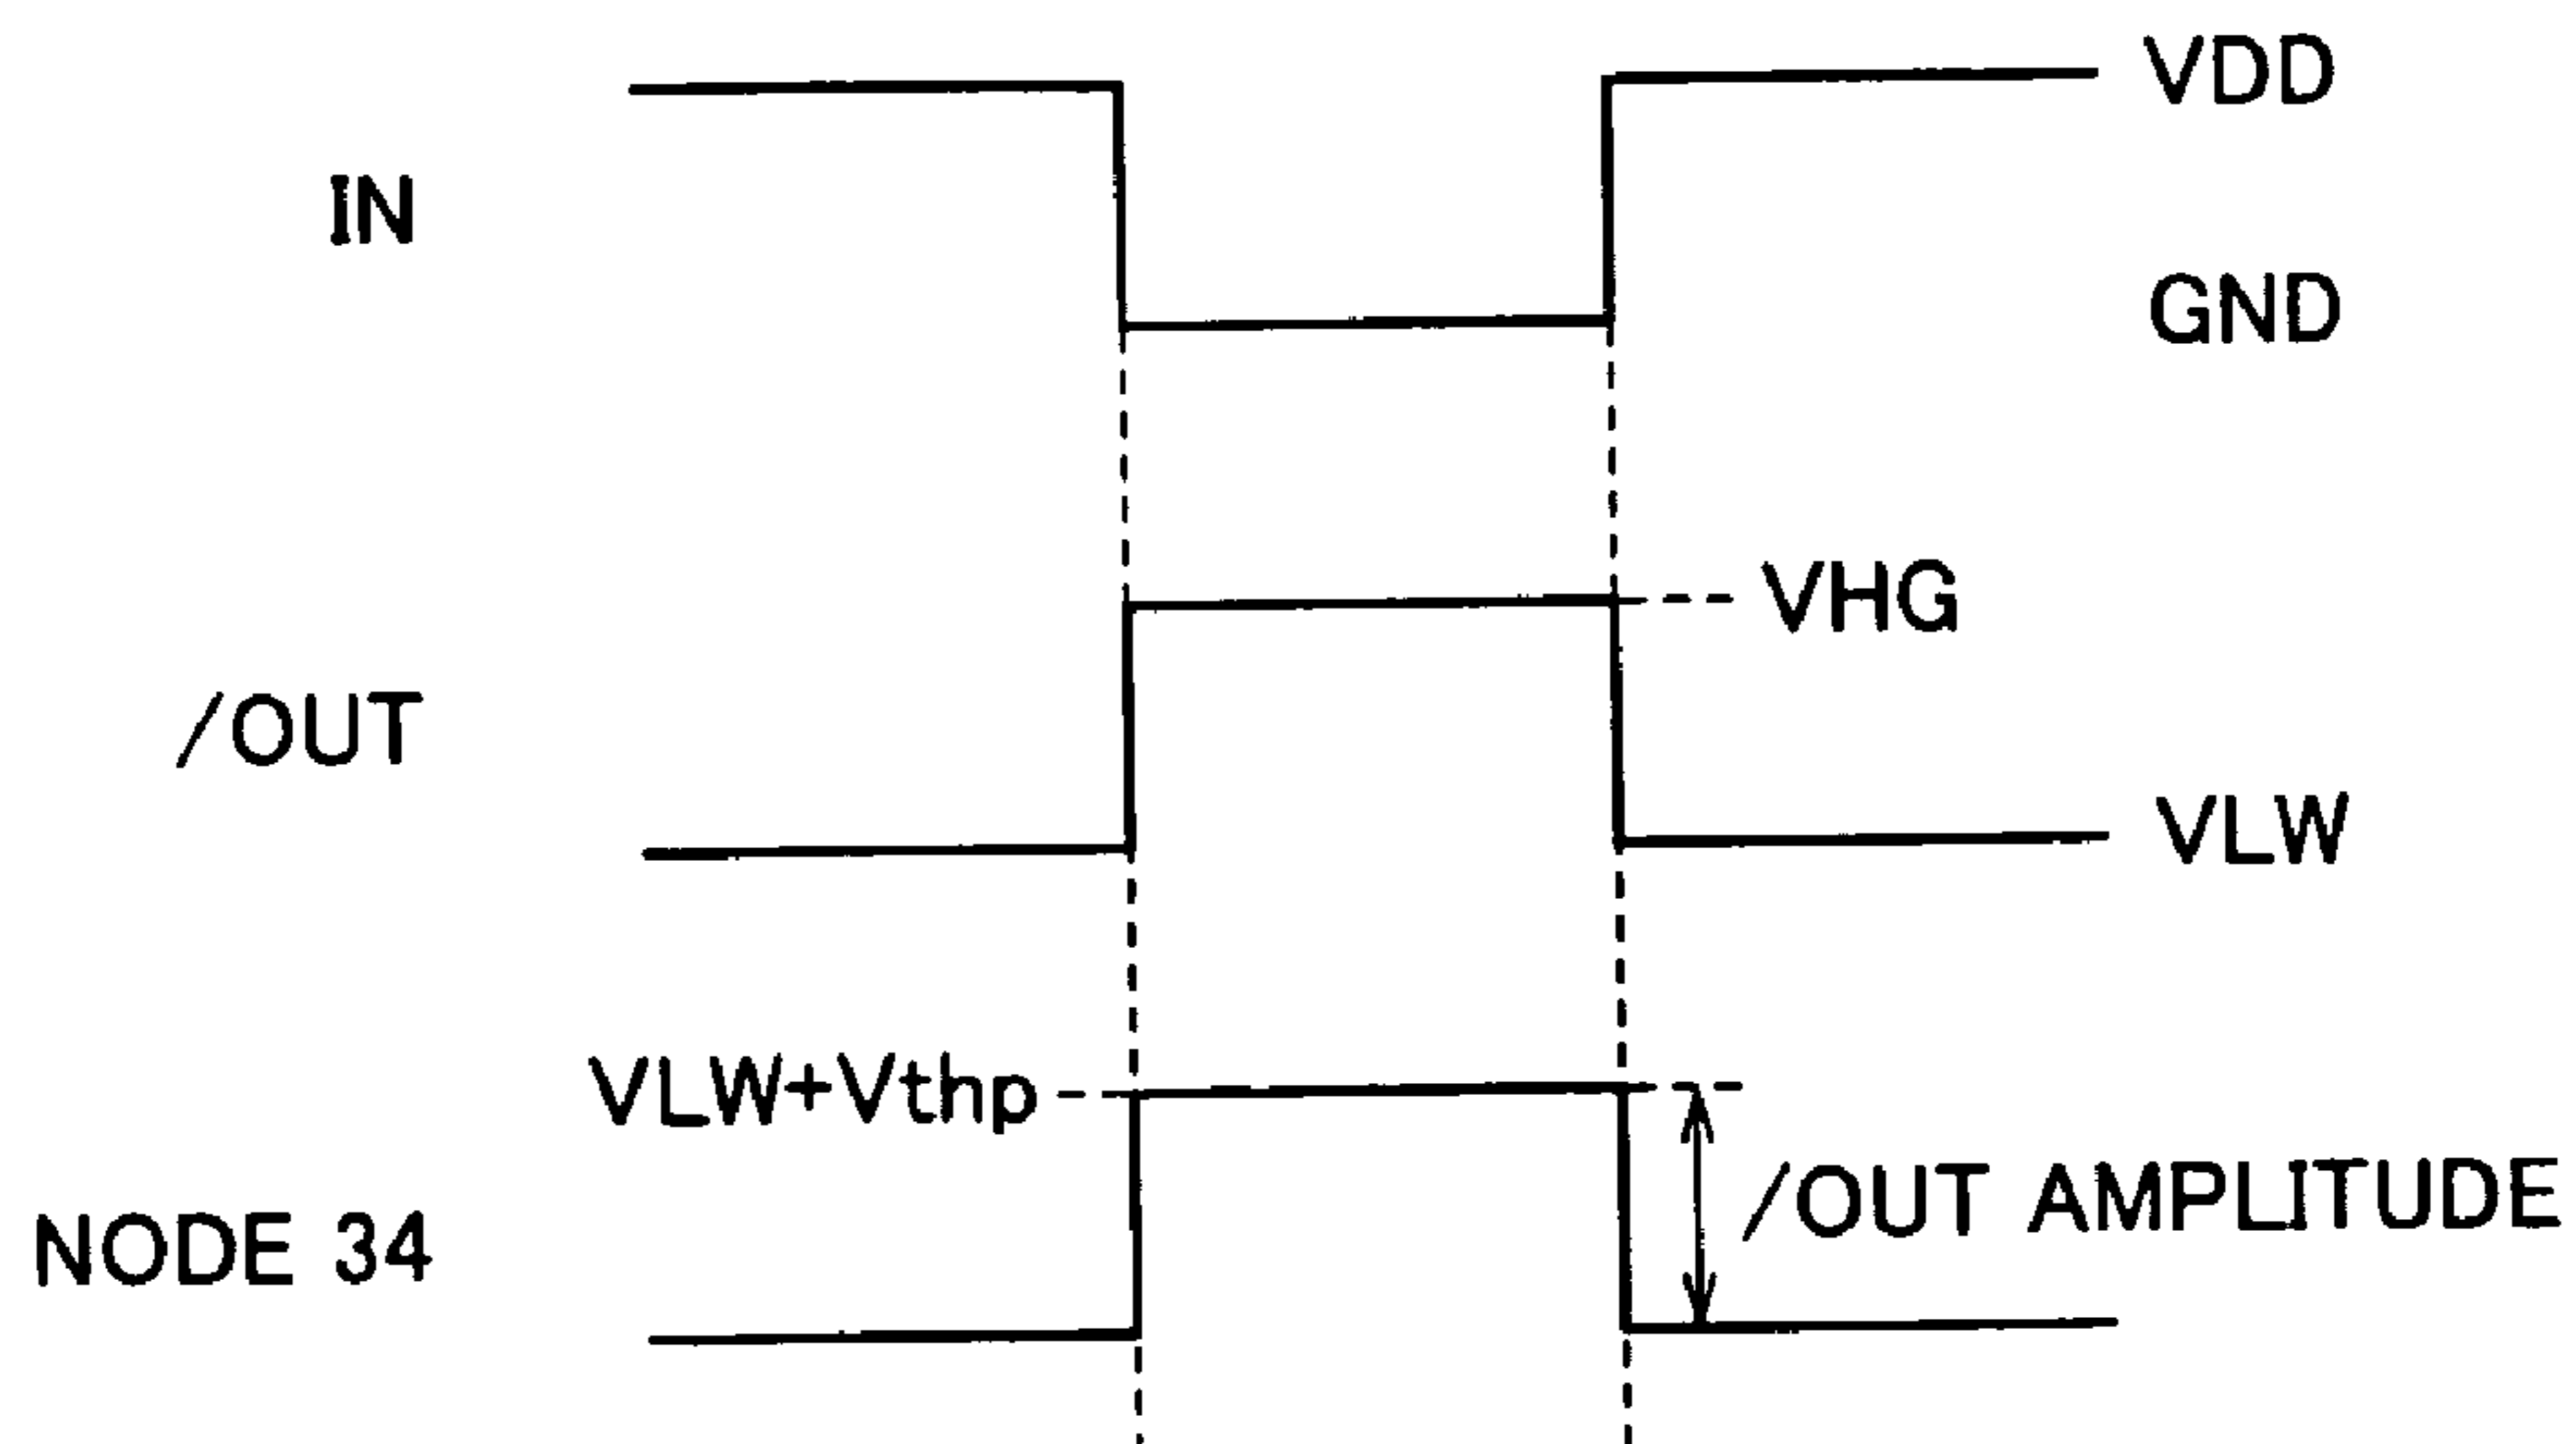 VDD
IN
GND
VHG
/OUT
VLW
VLW+Vthp
/OUT AMPLITUDE
NODE 34